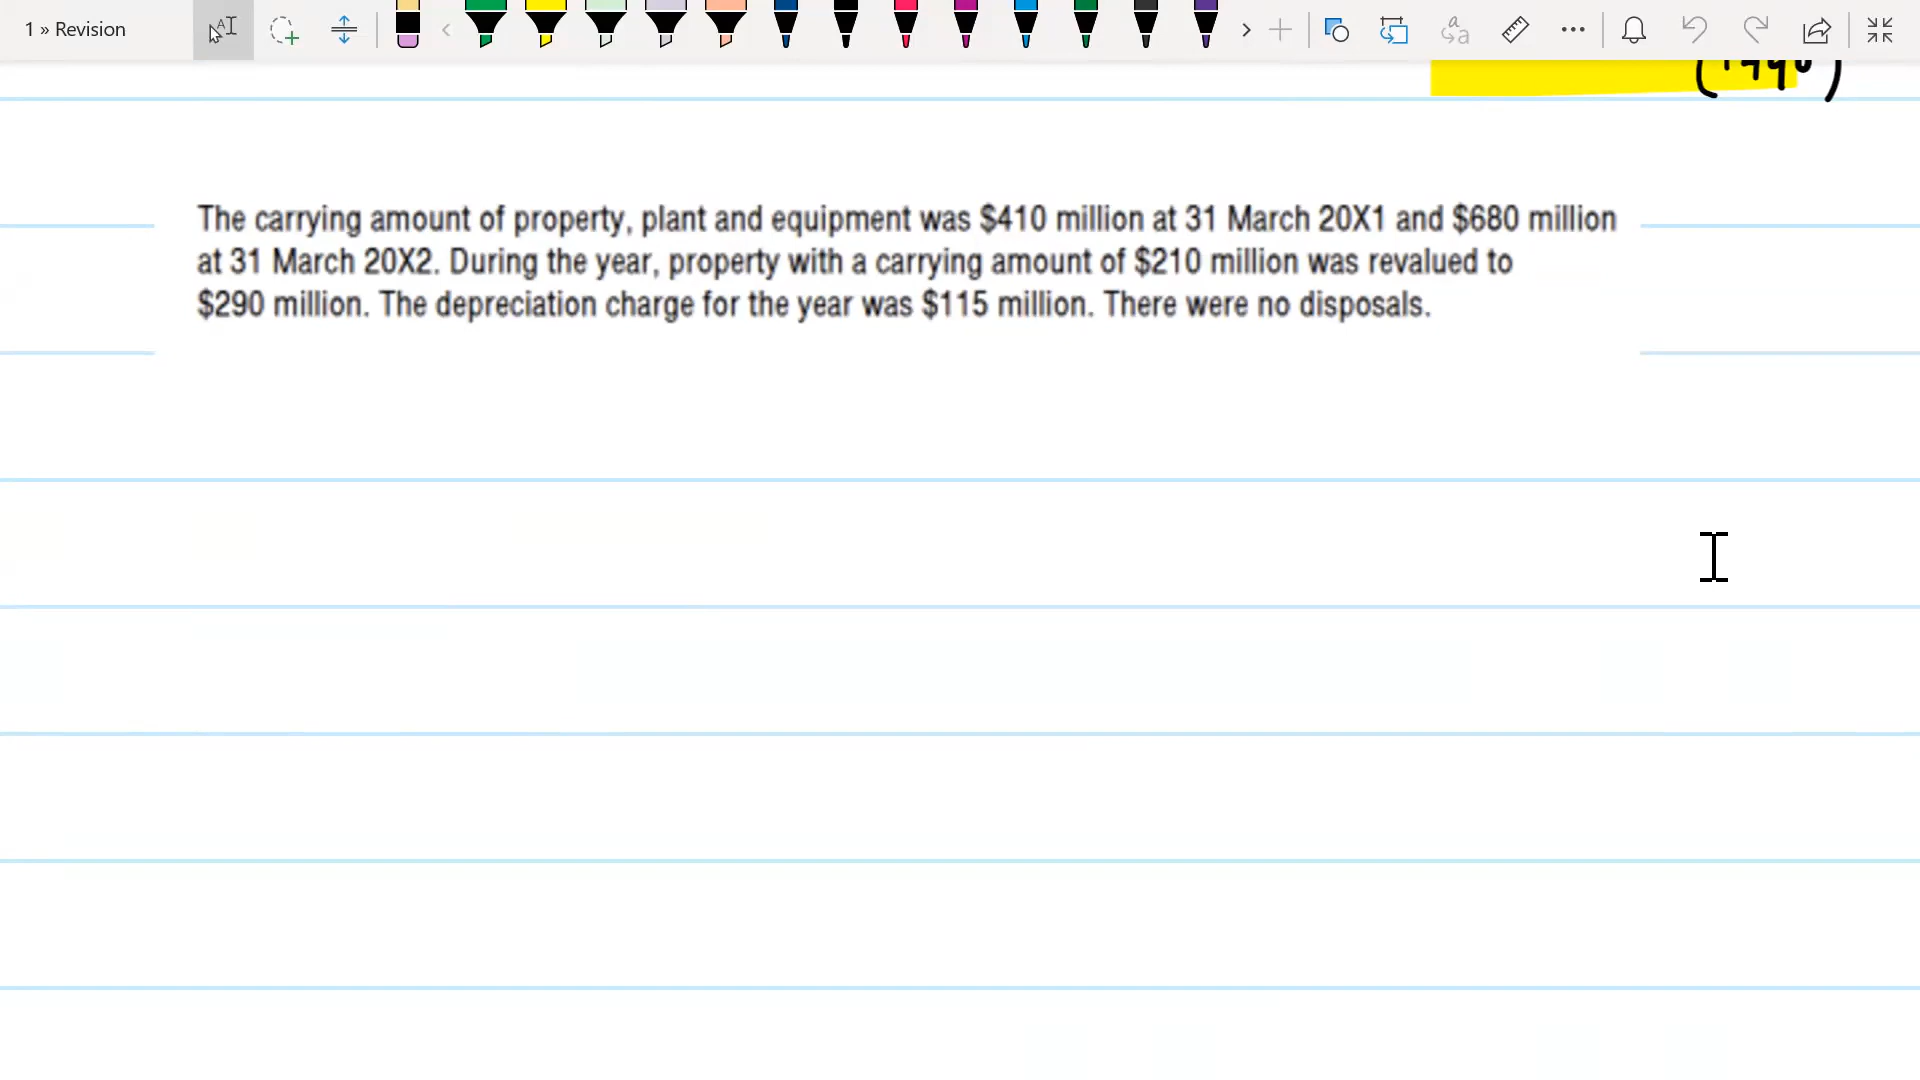 1 » Revision
The carrying amount of property, plant and equipment was $410 million at 31 March 20X1 and $680 million
at 31 March 20X2. During the year, property with a carrying amount of $210 million was revalued to
$290 million. The depreciation charge for the year was $115 million. There were no disposals.